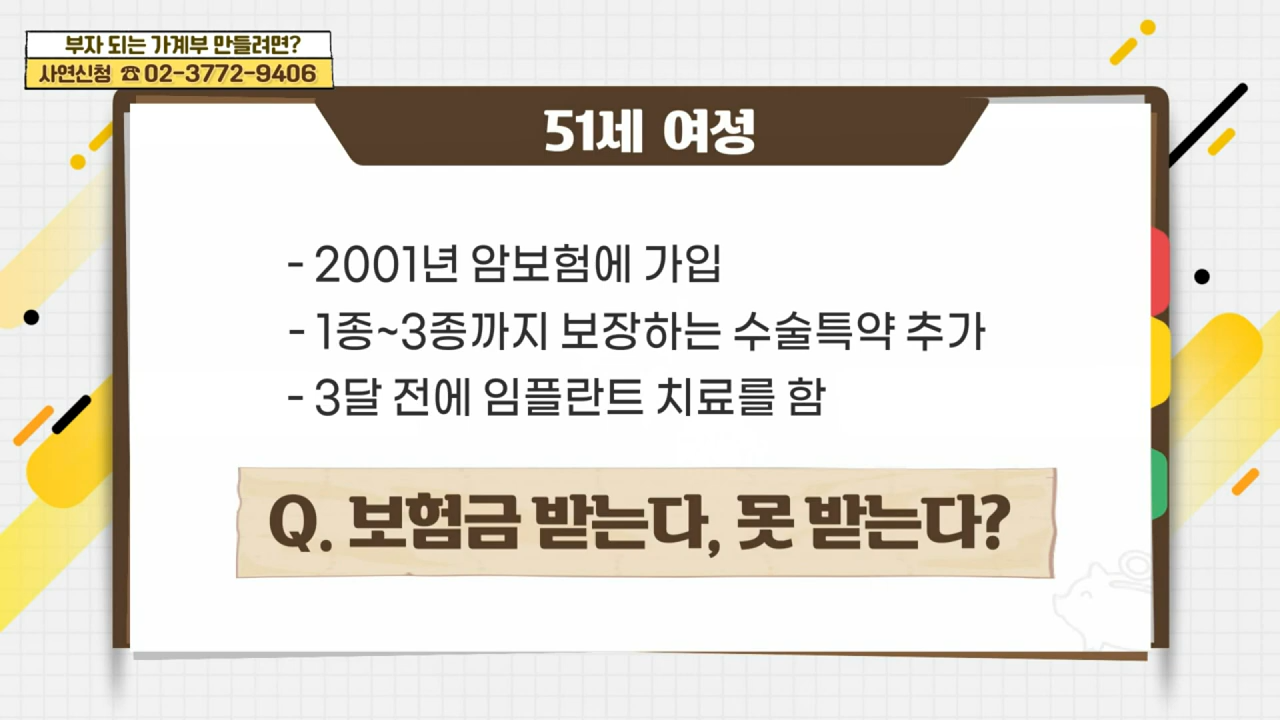 부자 되는 가계부 만들려면?
사연신청 ☎02-3772-9406
51세 여성
- 2001년 암보험에 가입
- 1종~3종까지 보장하는 수술특약 추가
- 3달 전에 임플란트 치료를 함
Q. 보험금 받는다, 못 받는다?